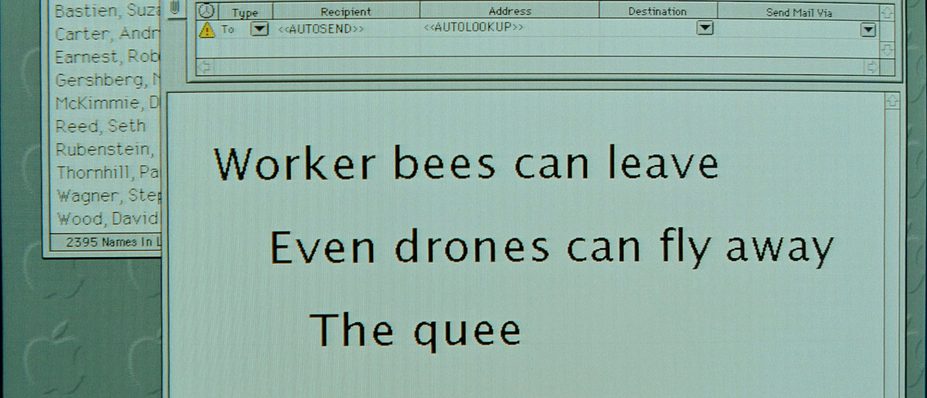 Bastien, Suza
Carter, Andr
Earnest, Rob
Gershberg,
McKimmie, D
Reed, Seth
Rubenstein,
Thornhill, Pa
Wagner, Step
Wood, David
2395 Names In L
Type Recipient Address Destination Send Mail Via
To <<AUTOSEND>> <<AUTOLOOKUP>>
Worker bees can leave
Even drones can fly away
The quee